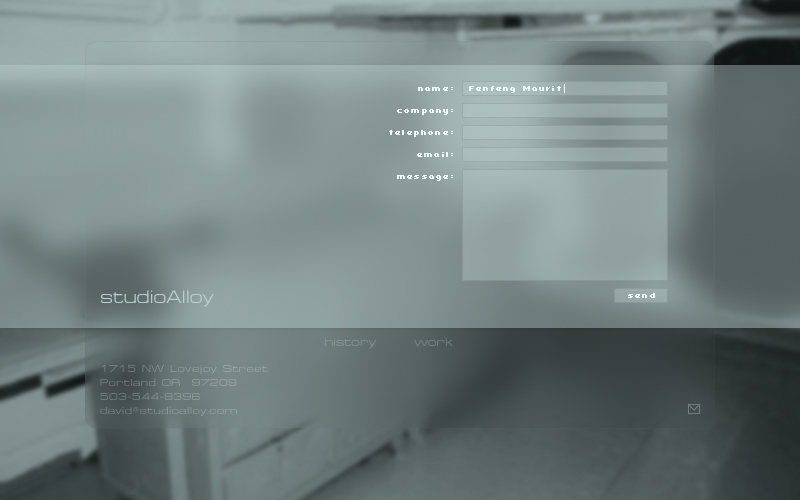 name: Fenfeng Maurit
company:
telephone:
email:
message:
studioAlloy
send
history work
1715 NW Lovejoy Street
Portland OR 97209
503-544-8396
david@studioalloy.com